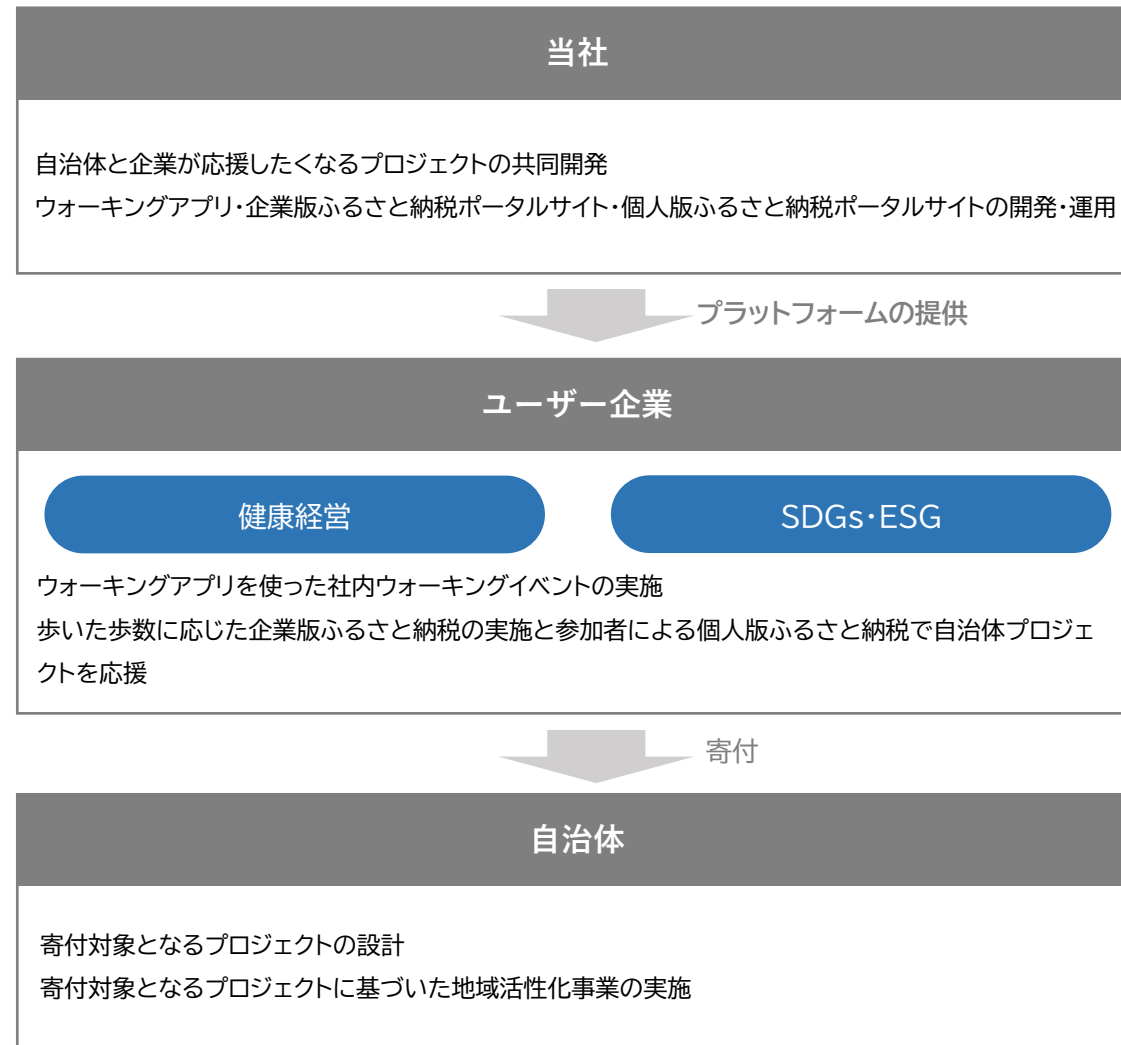 当社
自治体と企業が応援したくなるプロジェクトの共同開発
ウォーキングアプリ・企業版ふるさと納税ポータルサイト・個人版ふるさと納税ポータルサイトの開発・運用
プラットフォームの提供
ユーザー企業
健康経営
SDGs・ESG
ウォーキングアプリを使った社内ウォーキングイベントの実施
歩いた歩数に応じた企業版ふるさと納税の実施と参加者による個人版ふるさと納税で自治体プロジェ
クトを応援
寄付
自治体
寄付対象となるプロジェクトの設計
寄付対象となるプロジェクトに基づいた地域活性化事業の実施